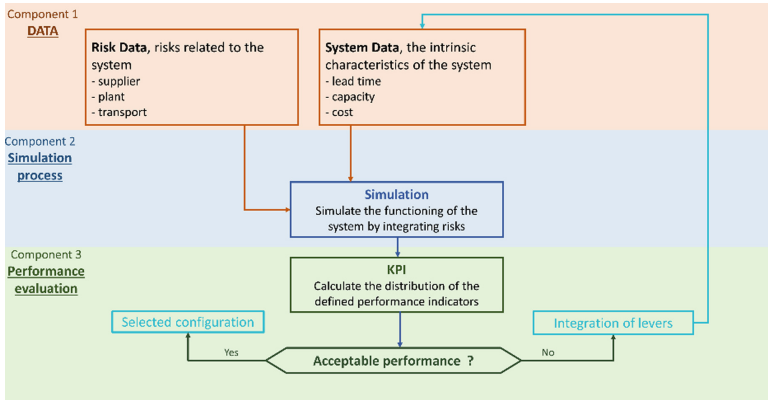 Component 1
DATA
Risk Data, risks related to the
system
- supplier
- plant
- transport
System Data, the intrinsic
characteristics of the system
- lead time
- capacity
- cost
Component 2
Simulation
process
Simulation
Simulate the functioning of the
system by integrating risks
Component 3
Performance
evaluation
KPI
Calculate the distribution of the
defined performance indicators
Selected configuration
Integration of levers
Yes
Acceptable performance ?
No